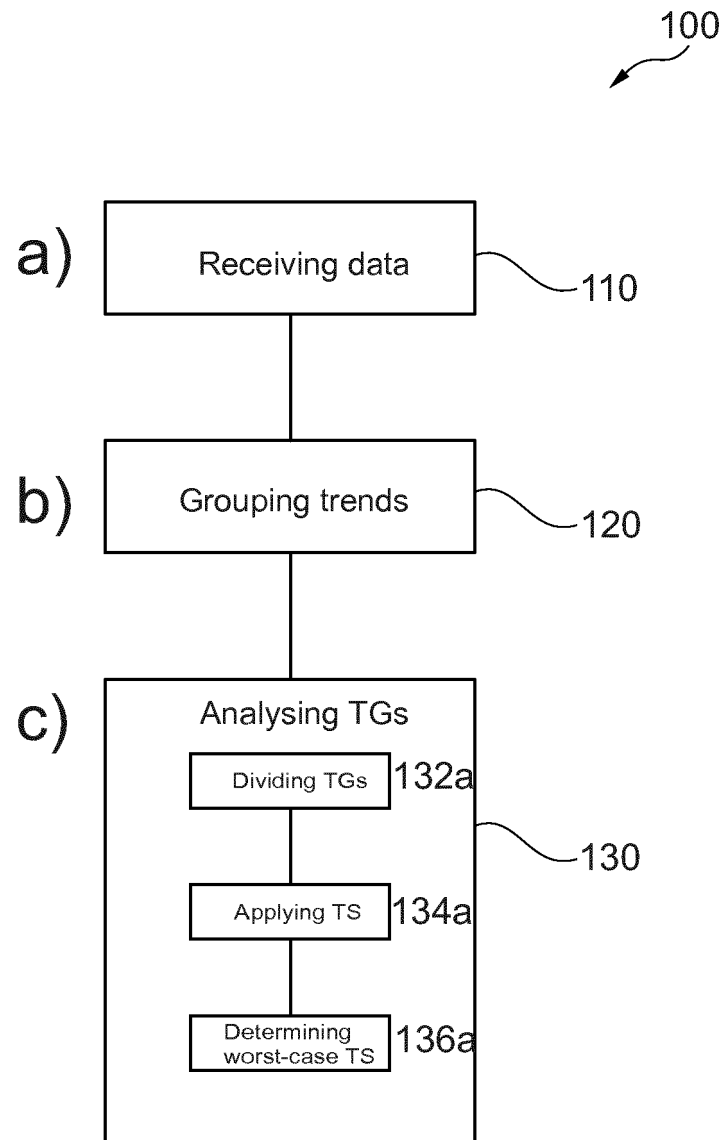 100
a)
Receiving data
110
b)
Grouping trends
120
c)
Analysing TGs
Dividing TGs
132a
130
Applying TS
134a
Determining
worst-case TS
136a